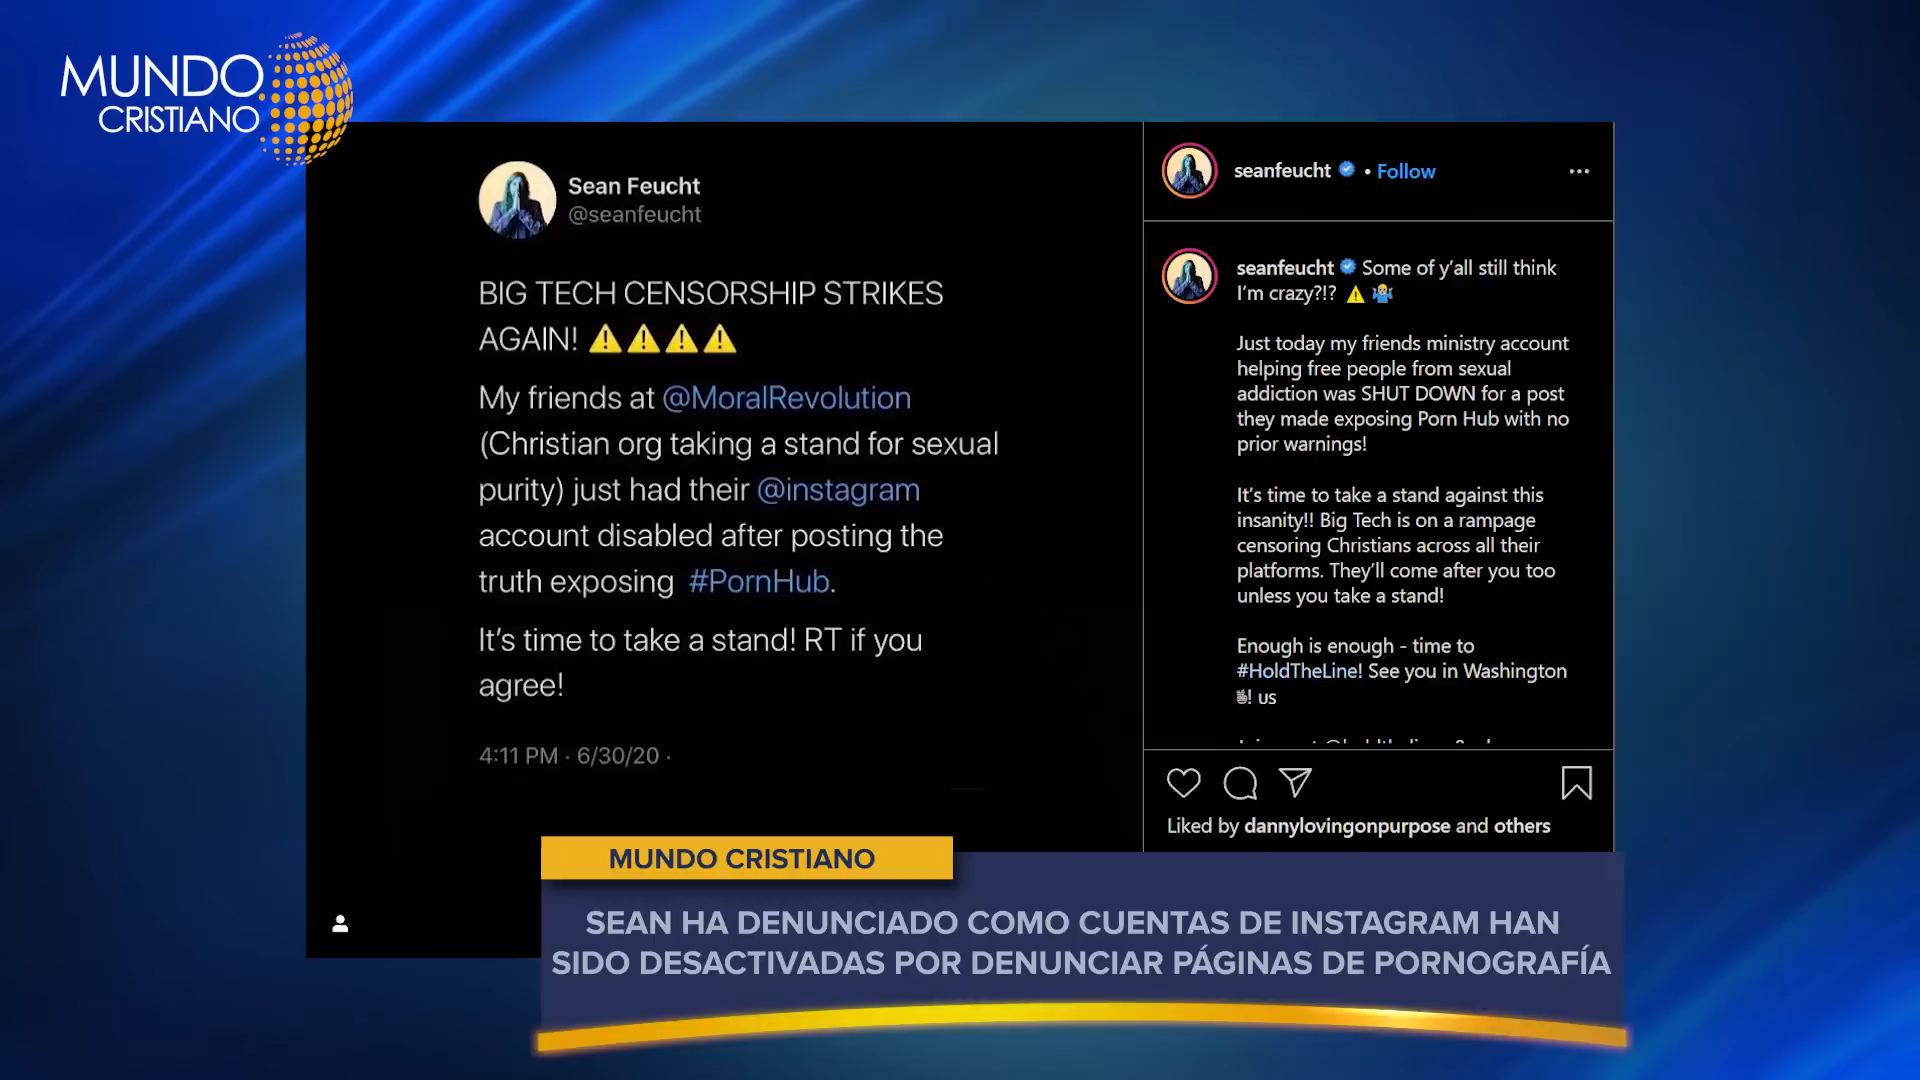 MUNDO
CRISTIANO
Sean Feucht
@seanfeucht
BIG TECH CENSORSHIP STRIKES
AGAIN! ⚠️⚠️⚠️⚠️
My friends at @MoralRevolution
(Christian org taking a stand for sexual
purity) just had their @instagram
account disabled after posting the
truth exposing #PornHub.
It's time to take a stand! RT if you
agree!
4:11 PM · 6/30/20 ·
seanfeucht • Follow
seanfeucht Some of y'all still think
I'm crazy?!? ⚠️ 🤷
Just today my friends ministry account
helping free people from sexual
addiction was SHUT DOWN for a post
they made exposing Porn Hub with no
prior warnings!
It's time to take a stand against this
insanity!! Big Tech is on a rampage
censoring Christians across all their
platforms. They'll come after you too
unless you take a stand!
Enough is enough - time to
#HoldTheLine! See you in Washington
! us
Liked by dannylovingonpurpose and others
MUNDO CRISTIANO
SEAN HA DENUNCIADO COMO CUENTAS DE INSTAGRAM HAN
SIDO DESACTIVADAS POR DENUNCIAR PÁGINAS DE PORNOGRAFÍA